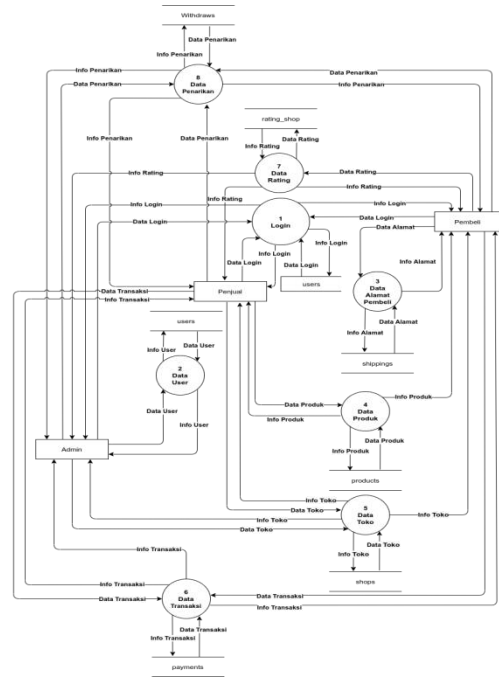 Withdraws
Info Penarikan
Data Penarikan
8
Data
Penarikan
Info Penarikan
Data Penarikan
Data Penarikan
Info Penarikan
rating_shop
Info Penarikan
Data Penarikan
Info Rating
Data Rating
7
Data
Rating
Info Rating
Data Rating
Info Rating
Info Rating
Info Login
Info Login
Data Login
1
Login
Data Login
Pembeli
Data Alamat
Info Login
Info Login
Data Login
Data Login
users
Info Alamat
3
Data
Alamat
Pembeli
Data Transaksi
Info Transaksi
Penjual
Info Alamat
Data Alamat
shippings
users
Info User
Data User
2
Data
User
Data User
Info User
Data Produk
Info Produk
4
Data
Produk
Info Produk
Info Produk
Data Produk
products
Admin
Info Toko
Data Toko
Info Toko
Data Toko
5
Data
Toko
Info Toko
Info Toko
Data Toko
shops
Info Transaksi
Info Transaksi
Data Transaksi
6
Data
Transaksi
Data Transaksi
Info Transaksi
Data Transaksi
Info Transaksi
payments